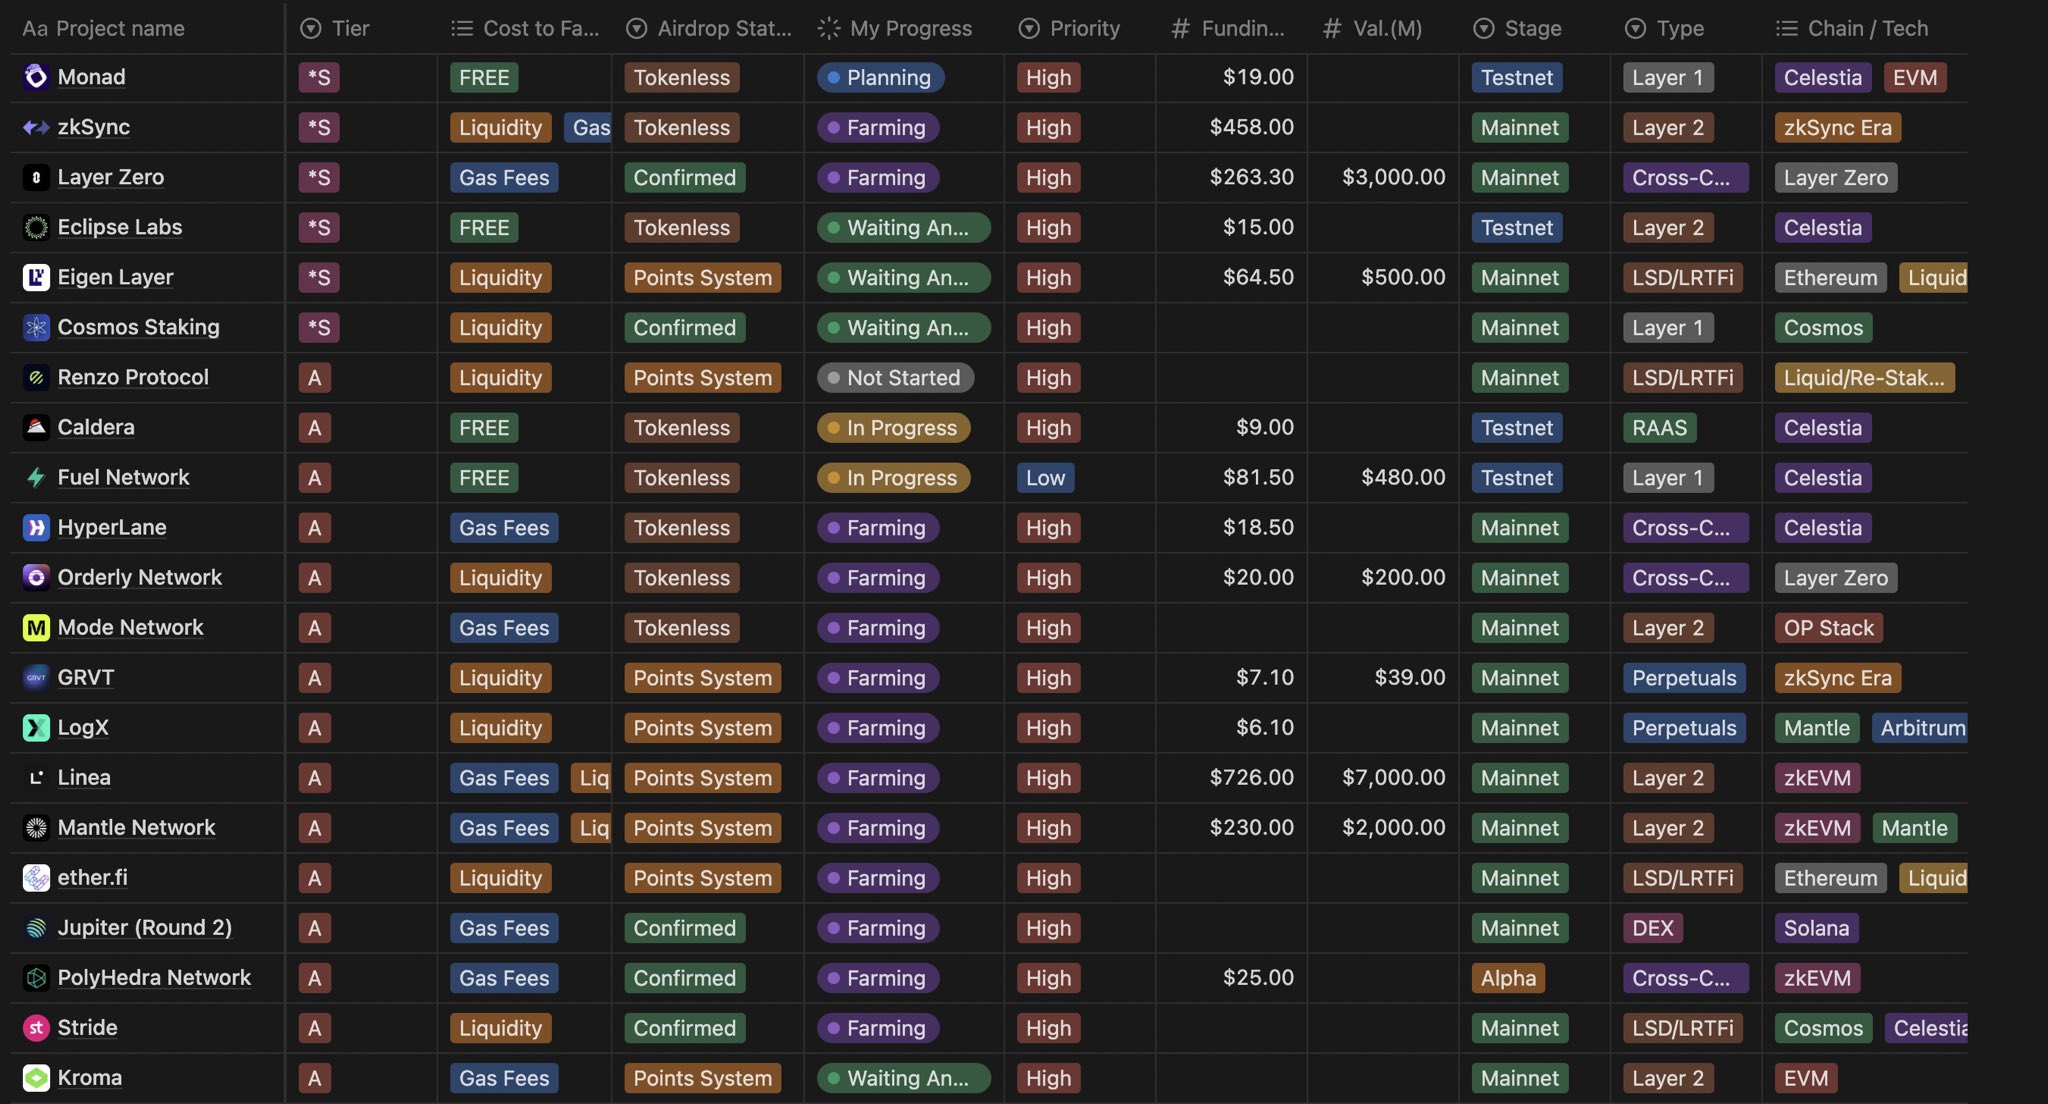 Aa Project name Tier Cost to Fa... Airdrop Stat... My Progress Priority # Fundin... # Val.(M) Stage Type Chain / Tech
Monad *S FREE Tokenless Planning High $19.00 Testnet Layer 1 Celestia EVM
zkSync *S Liquidity Gas Tokenless Farming High $458.00 Mainnet Layer 2 zkSync Era
Layer Zero *S Gas Fees Confirmed Farming High $263.30 $3,000.00 Mainnet Cross-C... Layer Zero
Eclipse Labs *S FREE Tokenless Waiting An... High $15.00 Testnet Layer 2 Celestia
Eigen Layer *S Liquidity Points System Waiting An... High $64.50 $500.00 Mainnet LSD/LRTFi Ethereum Liquid
Cosmos Staking *S Liquidity Confirmed Waiting An... High Mainnet Layer 1 Cosmos
Renzo Protocol A Liquidity Points System Not Started High Mainnet LSD/LRTFi Liquid/Re-Stak...
Caldera A FREE Tokenless In Progress High $9.00 Testnet RAAS Celestia
Fuel Network A FREE Tokenless In Progress Low $81.50 $480.00 Testnet Layer 1 Celestia
HyperLane A Gas Fees Tokenless Farming High $18.50 Mainnet Cross-C... Celestia
Orderly Network A Liquidity Tokenless Farming High $20.00 $200.00 Mainnet Cross-C... Layer Zero
M Mode Network A Gas Fees Tokenless Farming High Mainnet Layer 2 OP Stack
GRVT GRVT A Liquidity Points System Farming High $7.10 $39.00 Mainnet Perpetuals zkSync Era
LogX A Liquidity Points System Farming High $6.10 Mainnet Perpetuals Mantle Arbitrum
Linea A Gas Fees Liq Points System Farming High $726.00 $7,000.00 Mainnet Layer 2 zkEVM
Mantle Network A Gas Fees Liq Points System Farming High $230.00 $2,000.00 Mainnet Layer 2 zkEVM Mantle
ether.fi A Liquidity Points System Farming High Mainnet LSD/LRTFi Ethereum Liquid
Jupiter (Round 2) A Gas Fees Confirmed Farming High Mainnet DEX Solana
PolyHedra Network A Gas Fees Confirmed Farming High $25.00 Alpha Cross-C... zkEVM
st Stride A Liquidity Confirmed Farming High Mainnet LSD/LRTFi Cosmos Celestia
Kroma A Gas Fees Points System Waiting An... High Mainnet Layer 2 EVM